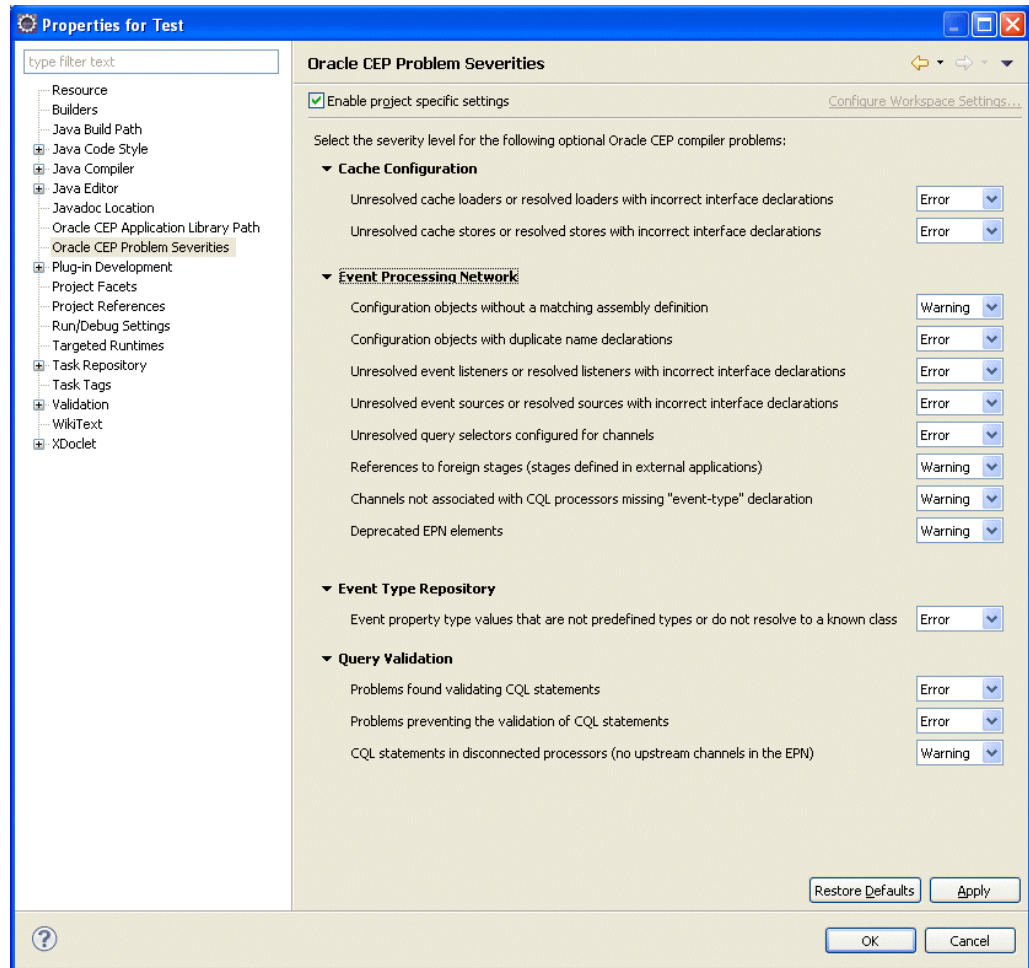 Properties for Test
type filter text
Resource
Builders
Java Build Path
Java Code Style
Java Compiler
Java Editor
Javadoc Location
Oracle CEP Application Library Path
Oracle CEP Problem Severities
Plug-in Development
Project Facets
Project References
Run/Debug Settings
Targeted Runtimes
Task Repository
Task Tags
Validation
WikiText
XDoclet
Oracle CEP Problem Severities
Enable project specific settings
Configure Workspace Settings...
Select the severity level for the following optional Oracle CEP compiler problems:
Cache Configuration
Unresolved cache loaders or resolved loaders with incorrect interface declarations Error
Unresolved cache stores or resolved stores with incorrect interface declarations Error
Event Processing Network
Configuration objects without a matching assembly definition Warning
Configuration objects with duplicate name declarations Error
Unresolved event listeners or resolved listeners with incorrect interface declarations Error
Unresolved event sources or resolved sources with incorrect interface declarations Error
Unresolved query selectors configured for channels Error
References to foreign stages (stages defined in external applications) Warning
Channels not associated with CQL processors missing "event-type" declaration Warning
Deprecated EPN elements Warning
Event Type Repository
Event property type values that are not predefined types or do not resolve to a known class Error
Query Validation
Problems found validating CQL statements Error
Problems preventing the validation of CQL statements Error
CQL statements in disconnected processors (no upstream channels in the EPN) Warning
Restore Defaults
Apply
?
OK
Cancel